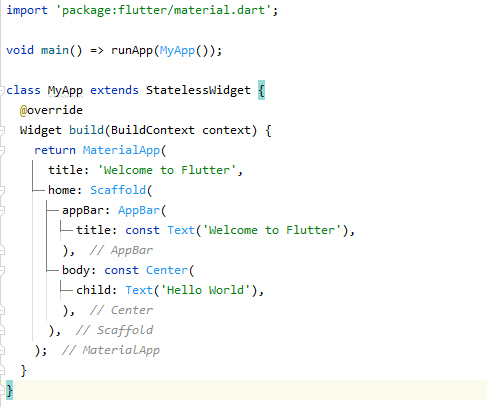 import 'package:flutter/material.dart';

void main() => runApp(MyApp());

class MyApp extends StatelessWidget {
  @override
  Widget build(BuildContext context) {
    return MaterialApp(
      title: 'Welcome to Flutter',
      home: Scaffold(
        appBar: AppBar(
          title: const Text('Welcome to Flutter'),
        ),  // AppBar
        body: const Center(
          child: Text('Hello World'),
        ),  // Center
      ),  // Scaffold
    );  // MaterialApp
  }
}